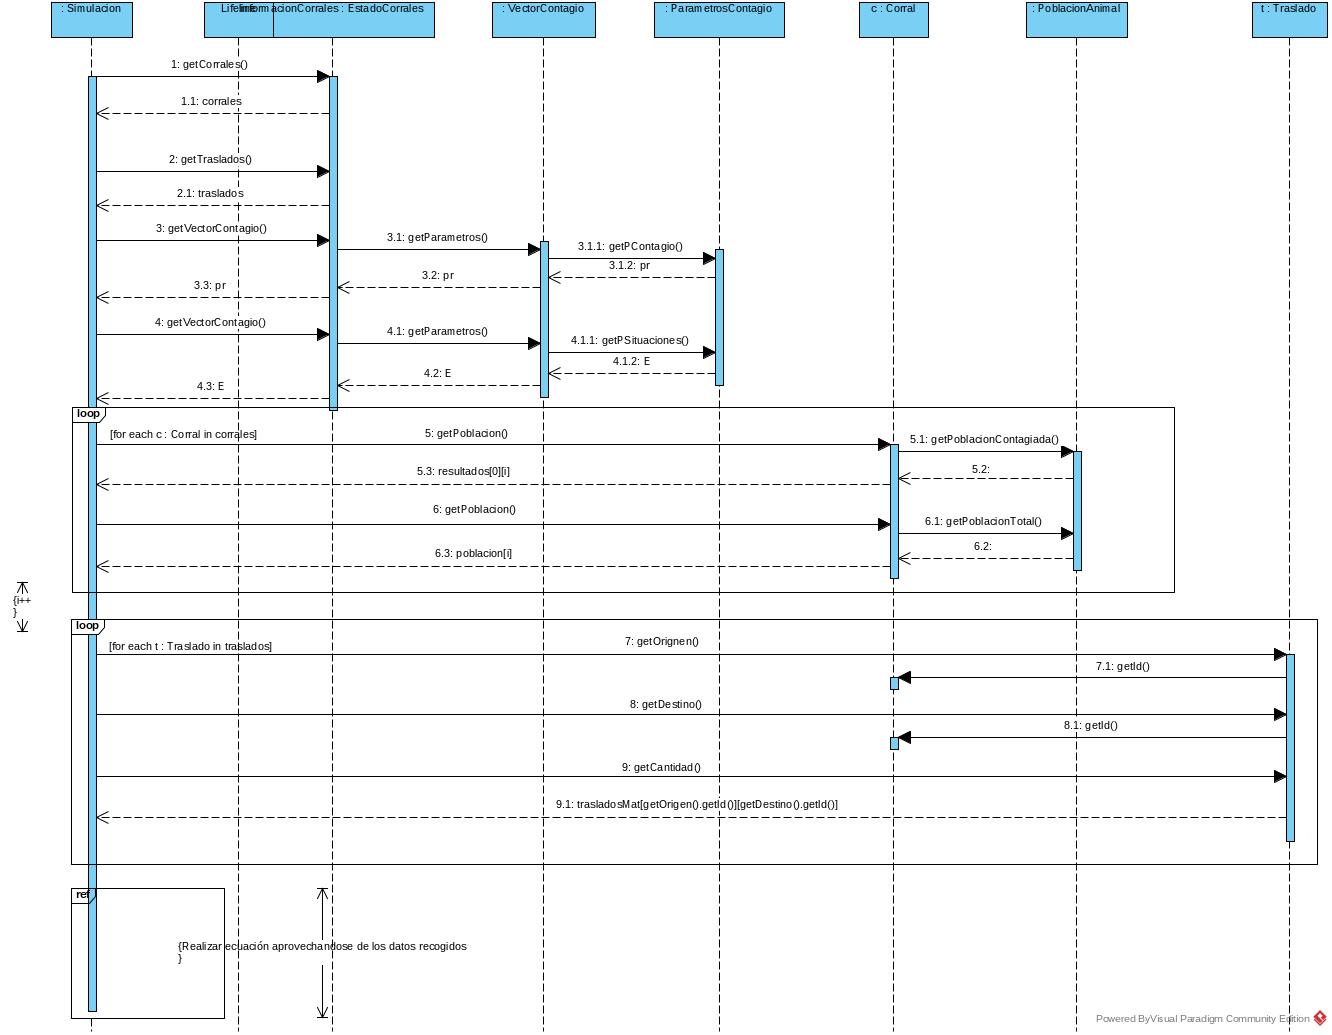 : Simulacion
Lifeline
informacionCorrales : EstadoCorrales
: VectorContagio
: ParametrosContagio
c : Corral
: PoblacionAnimal
t : Traslado
1: getCorrales()
1.1: corrales
2: getTraslados()
2.1: traslados
3: getVectorContagio()
3.1: getParametros()
3.1.1: getPContagio()
3.1.2: pr
3.2: pr
3.3: pr
4: getVectorContagio()
4.1: getParametros()
4.1.1: getPSituaciones()
4.1.2: E
4.2: E
4.3: E
loop
[for each c : Corral in corrales]
5: getPoblacion()
5.1: getPoblacionContagiada()
5.2:
5.3: resultados[0][i]
6: getPoblacion()
6.1: getPoblacionTotal()
6.2:
6.3: poblacion[i]
{i++
}
loop
[for each t : Traslado in traslados]
7: getOrignen()
7.1: getId()
8: getDestino()
8.1: getId()
9: getCantidad()
9.1: trasladosMat[getOrigen().getId()][getDestino().getId()]
ref
{Realizar ecuación aprovechandose de los datos recogidos
}
Powered ByVisual Paradigm Community Edition